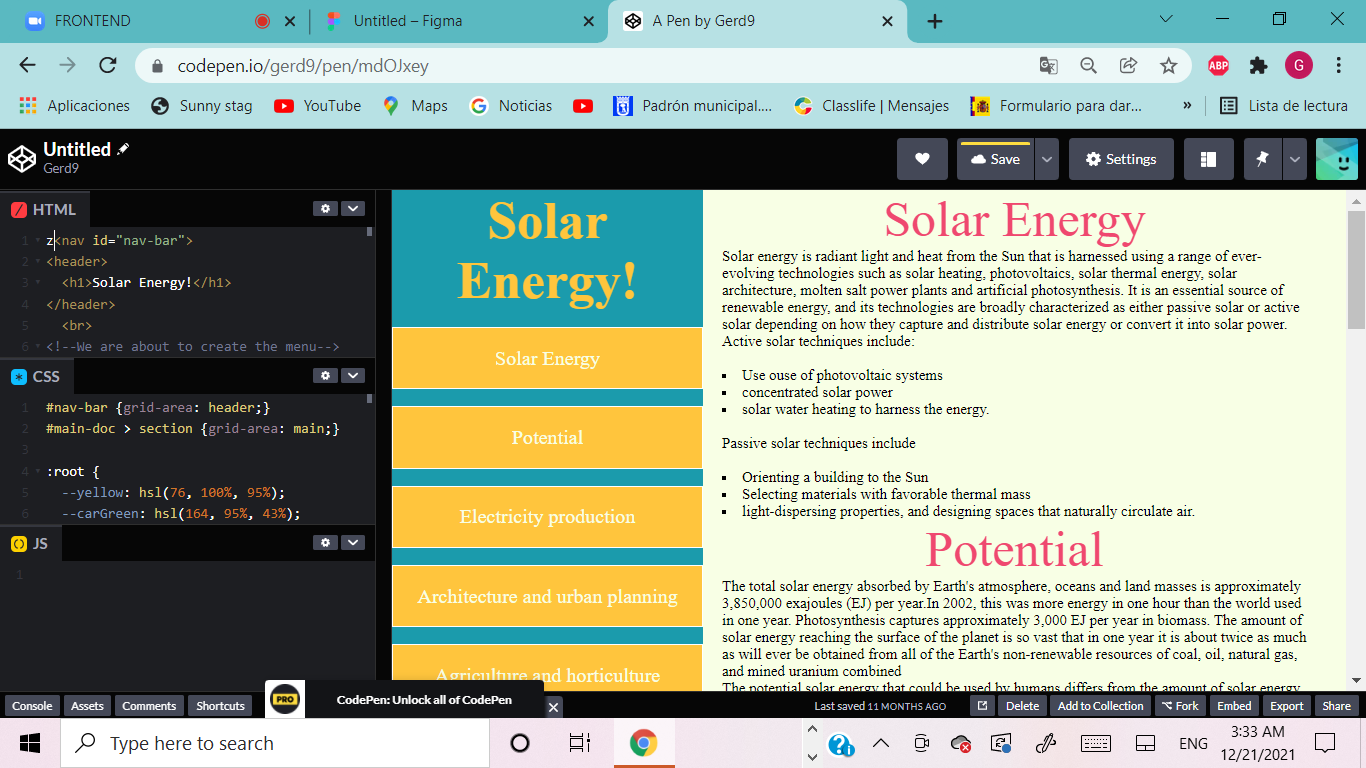 FRONTEND
Untitled – Figma
A Pen by Gerd9
codepen.io/gerd9/pen/mdOJxey
ABP
G
Aplicaciones
Sunny stag
YouTube
Maps
Noticias
Padrón municipal....
Classlife | Mensajes
Formulario para dar...
»
Lista de lectura
Untitled
Gerd9
Save
Settings
HTML
1 z<nav id="nav-bar">
2 <header>
3 <h1>Solar Energy!</h1>
4 </header>
5 <br>
6 <!--We are about to create the menu-->
CSS
1 #nav-bar {grid-area: header;}
2 #main-doc > section {grid-area: main;}
3
4 :root {
5 --yellow: hsl(76, 100%, 95%);
6 --carGreen: hsl(164, 95%, 43%);
JS
1
Solar
Energy!
Solar Energy
Potential
Electricity production
Architecture and urban planning
Agriculture and horticulture
Solar Energy
Solar energy is radiant light and heat from the Sun that is harnessed using a range of ever-
evolving technologies such as solar heating, photovoltaics, solar thermal energy, solar
architecture, molten salt power plants and artificial photosynthesis. It is an essential source of
renewable energy, and its technologies are broadly characterized as either passive solar or active
solar depending on how they capture and distribute solar energy or convert it into solar power.
Active solar techniques include:
▪ Use ouse of photovoltaic systems
▪ concentrated solar power
▪ solar water heating to harness the energy.
Passive solar techniques include
▪ Orienting a building to the Sun
▪ Selecting materials with favorable thermal mass
▪ light-dispersing properties, and designing spaces that naturally circulate air.
Potential
The total solar energy absorbed by Earth's atmosphere, oceans and land masses is approximately
3,850,000 exajoules (EJ) per year.In 2002, this was more energy in one hour than the world used
in one year. Photosynthesis captures approximately 3,000 EJ per year in biomass. The amount of
solar energy reaching the surface of the planet is so vast that in one year it is about twice as much
as will ever be obtained from all of the Earth's non-renewable resources of coal, oil, natural gas,
and mined uranium combined
The potential solar energy that could be used by humans differs from the amount of solar energy
Console
Assets
Comments
Shortcuts
PRO
CodePen: Unlock all of CodePen
Last saved 11 MONTHS AGO
Delete
Add to Collection
Fork
Embed
Export
Share
Type here to search
ENG
3:33 AM
12/21/2021